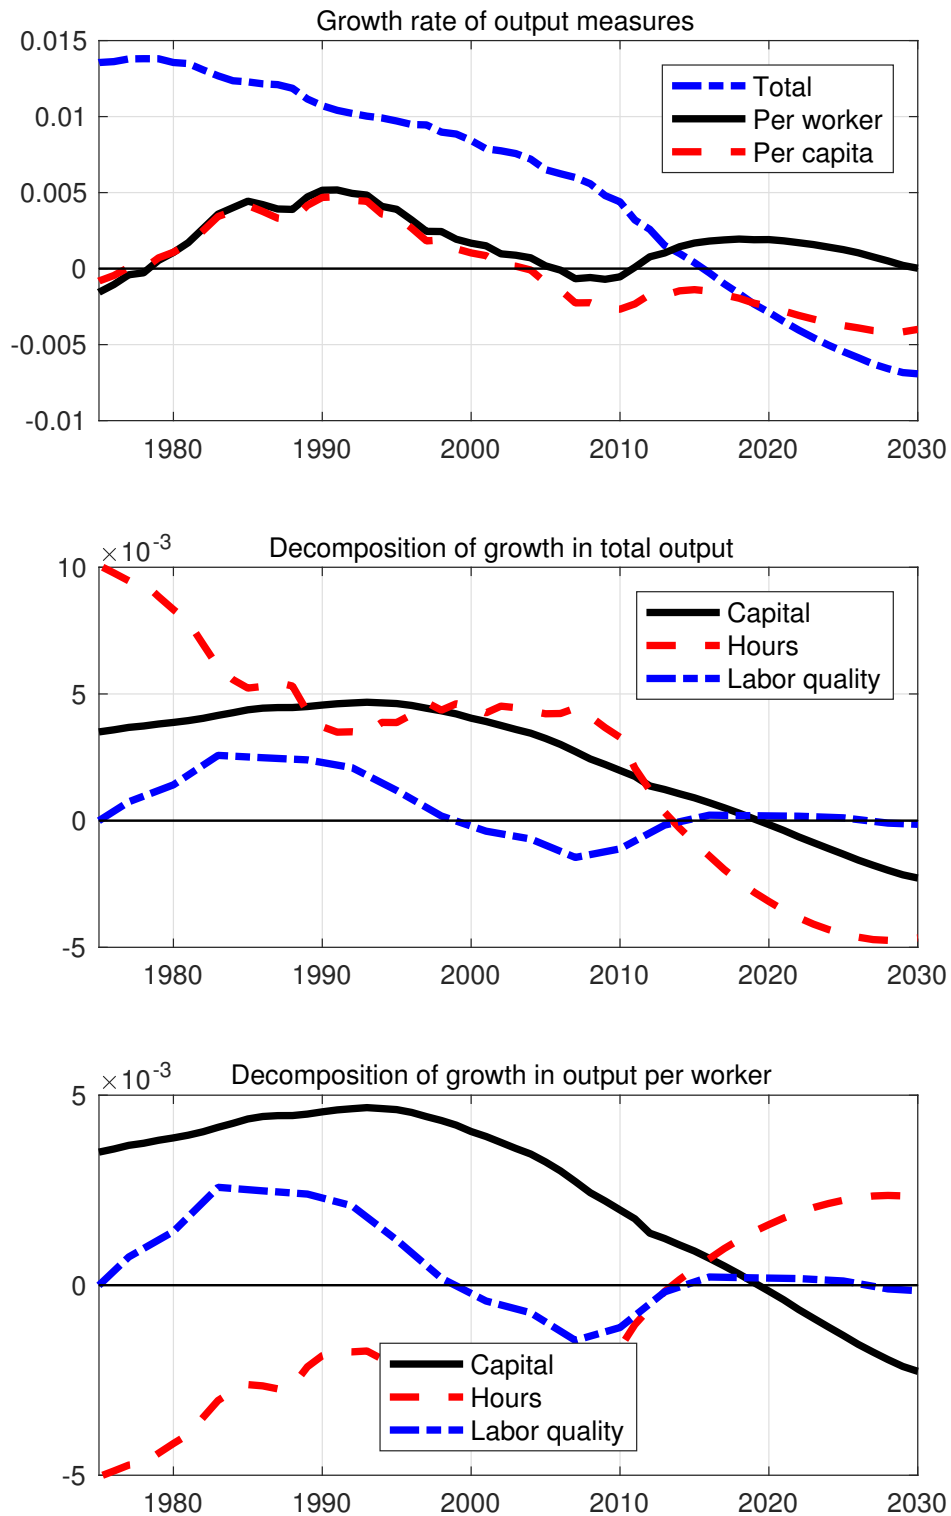 Growth rate of output measures
0.015
0.01
0.005
0
-0.005
-0.01
Total
Per worker
Per capita
1980 1990 2000 2010 2020 2030
×10⁻³
Decomposition of growth in total output
10
5
0
-5
Capital
Hours
Labor quality
1980 1990 2000 2010 2020 2030
×10⁻³
Decomposition of growth in output per worker
5
0
-5
Capital
Hours
Labor quality
1980 1990 2000 2010 2020 2030